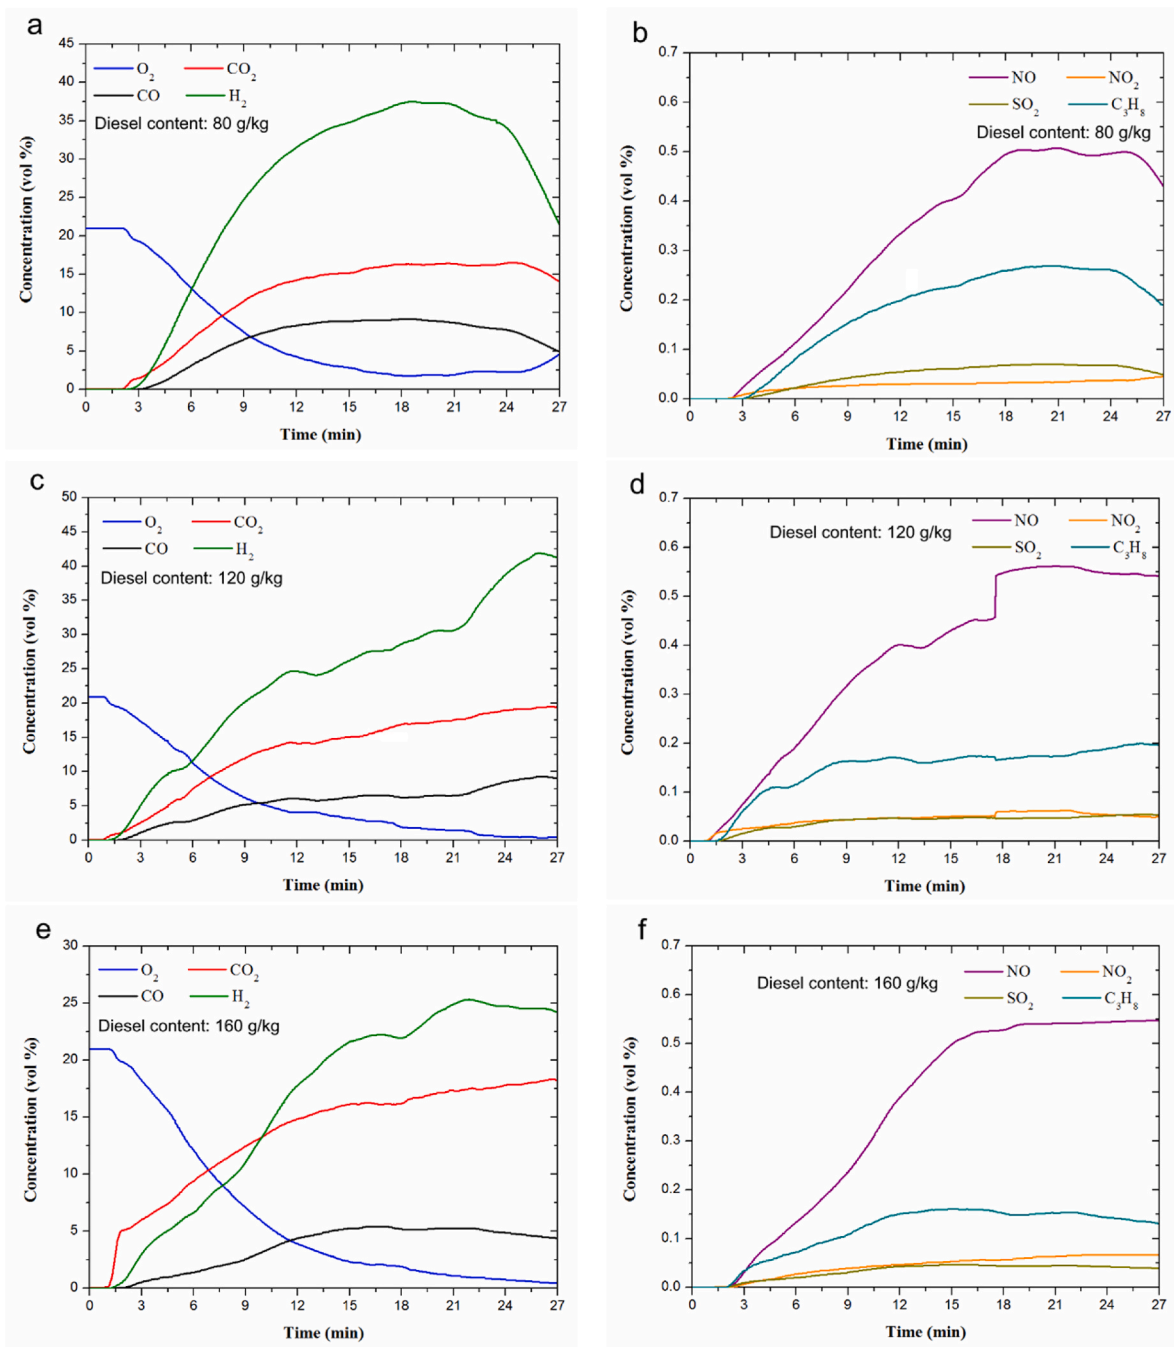 a
45
40
35
30
25
20
15
10
5
0
O2 CO2
CO H2
Diesel content: 80 g/kg
Concentration (vol %)
0 3 6 9 12 15 18 21 24 27
Time (min)
b
0.7
0.6
0.5
0.4
0.3
0.2
0.1
0.0
NO NO2
SO2 C3H8
Diesel content: 80 g/kg
Concentration (vol %)
0 3 6 9 12 15 18 21 24 27
Time (min)
c
50
45
40
35
30
25
20
15
10
5
0
O2 CO2
CO H2
Diesel content: 120 g/kg
Concentration (vol %)
0 3 6 9 12 15 18 21 24 27
Time (min)
d
0.7
0.6
0.5
0.4
0.3
0.2
0.1
0.0
NO NO2
Diesel content: 120 g/kg
SO2 C3H8
Concentration (vol %)
0 3 6 9 12 15 18 21 24 27
Time (min)
e
30
25
20
15
10
5
0
O2 CO2
CO H2
Diesel content: 160 g/kg
Concentration (vol %)
0 3 6 9 12 15 18 21 24 27
Time (min)
f
0.7
0.6
0.5
0.4
0.3
0.2
0.1
0.0
NO NO2
Diesel content: 160 g/kg
SO2 C3H8
Concentration (vol %)
0 3 6 9 12 15 18 21 24 27
Time (min)